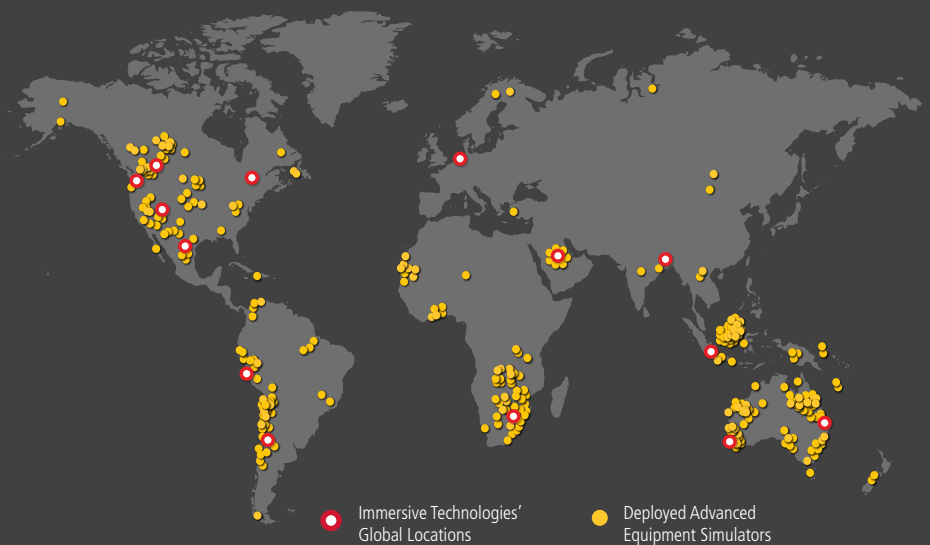 Immersive Technologies’
Global Locations
Deployed Advanced
Equipment Simulators